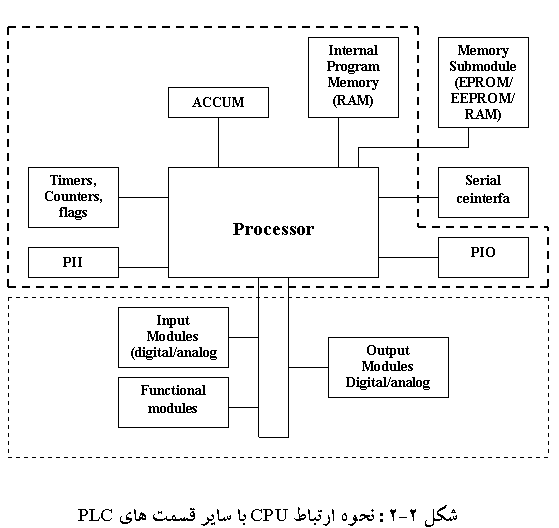 Internal
Program
Memory
(RAM)
Memory
Submodule
(EPROM/
EEPROM/
RAM)
ACCUM
Timers,
Counters,
flags
Processor
Serial
ceinterfa
PII
PIO
Input
Modules
(digital/analog
Output
Modules
Digital/analog
Functional
modules
شکل ۲-۲ : نحوه ارتباط CPU با سایر قسمت های PLC